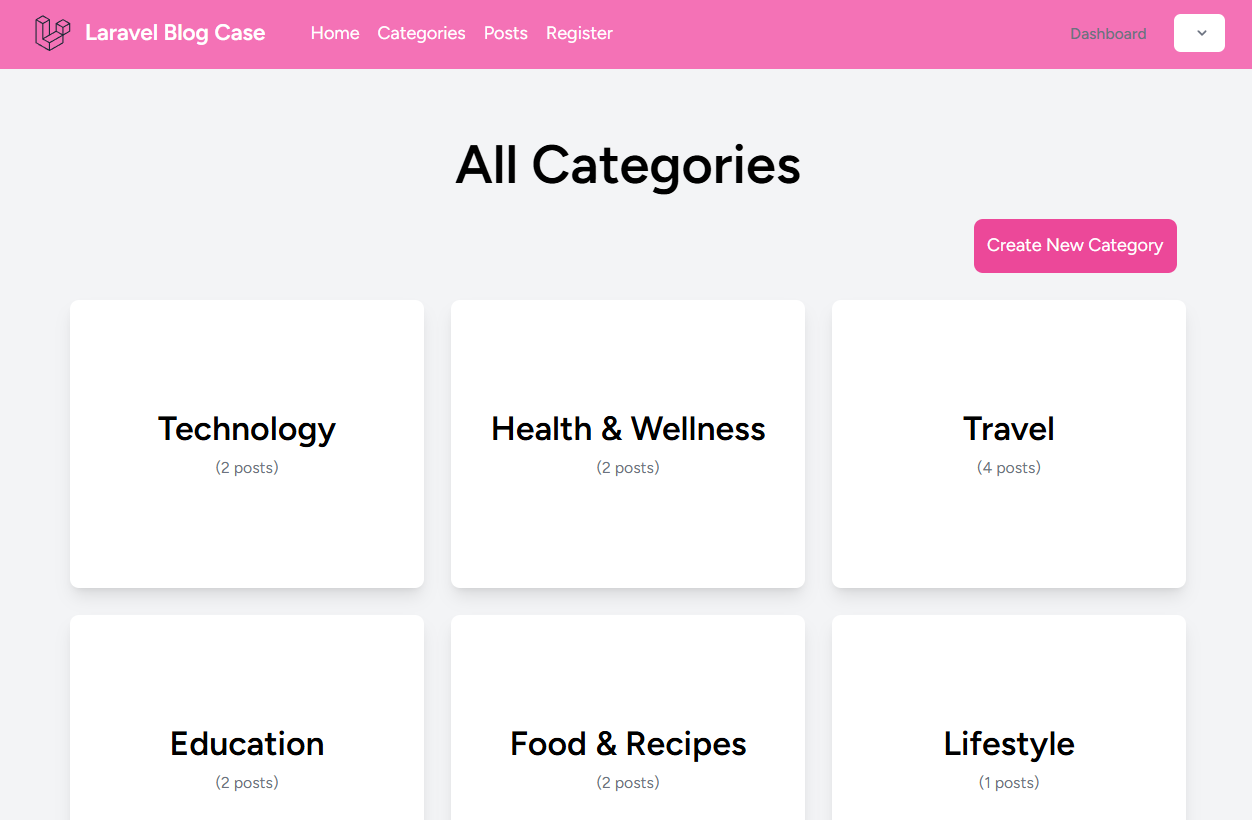 Laravel Blog Case Home Categories Posts Register Dashboard
All Categories
Create New Category
Technology
(2 posts)
Health & Wellness
(2 posts)
Travel
(4 posts)
Education
(2 posts)
Food & Recipes
(2 posts)
Lifestyle
(1 posts)